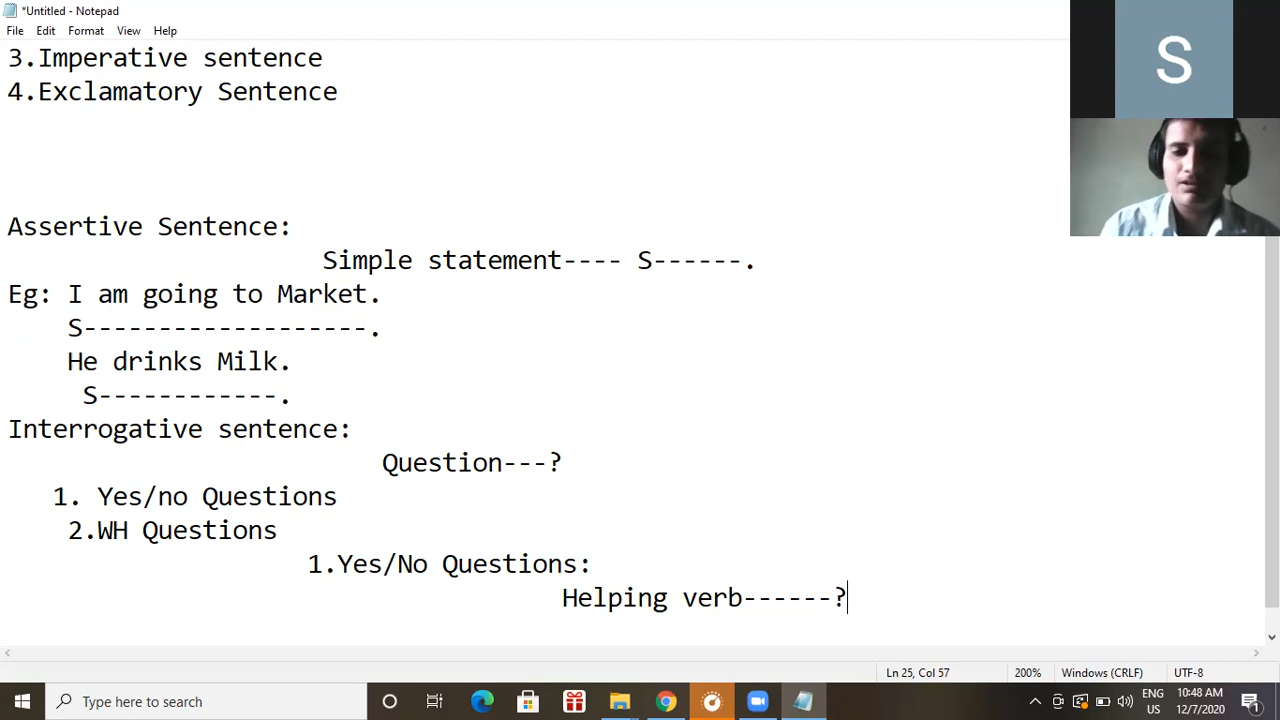 *Untitled - Notepad
File Edit Format View Help
3.Imperative sentence
4.Exclamatory Sentence
S
Assertive Sentence:
Simple statement---- S------.
Eg: I am going to Market.
S-------------------.
He drinks Milk.
S------------.
Interrogative sentence:
Question---?
1. Yes/no Questions
2.WH Questions
1.Yes/No Questions:
Helping verb------?
Ln 25, Col 57 200% Windows (CRLF) UTF-8
Type here to search
ENG
US
10:48 AM
12/7/2020
1